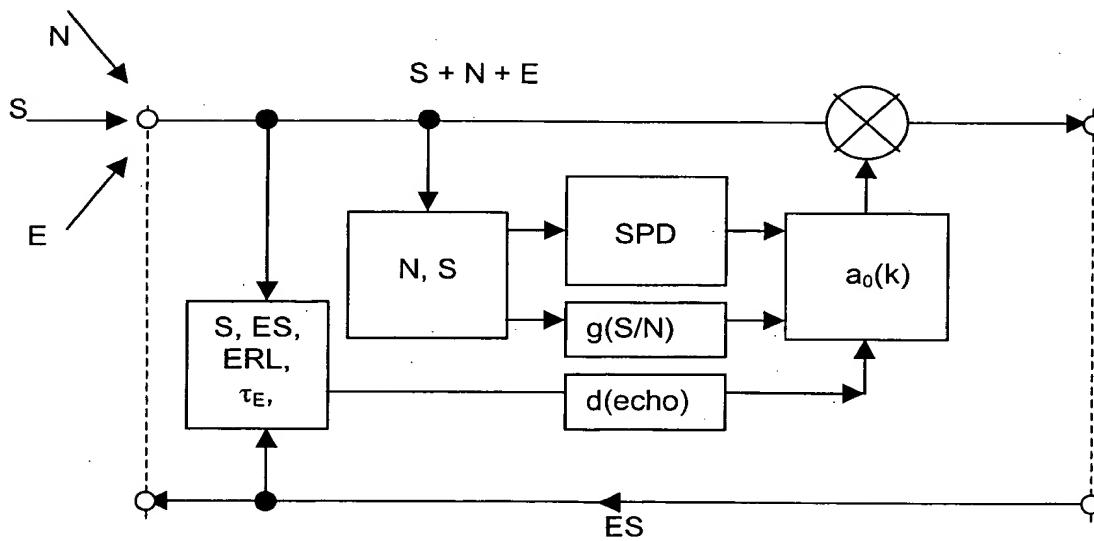 N
S + N + E
S
E
N, S
SPD
a₀(k)
g(S/N)
S, ES,
ERL,
τE,
d(echo)
ES